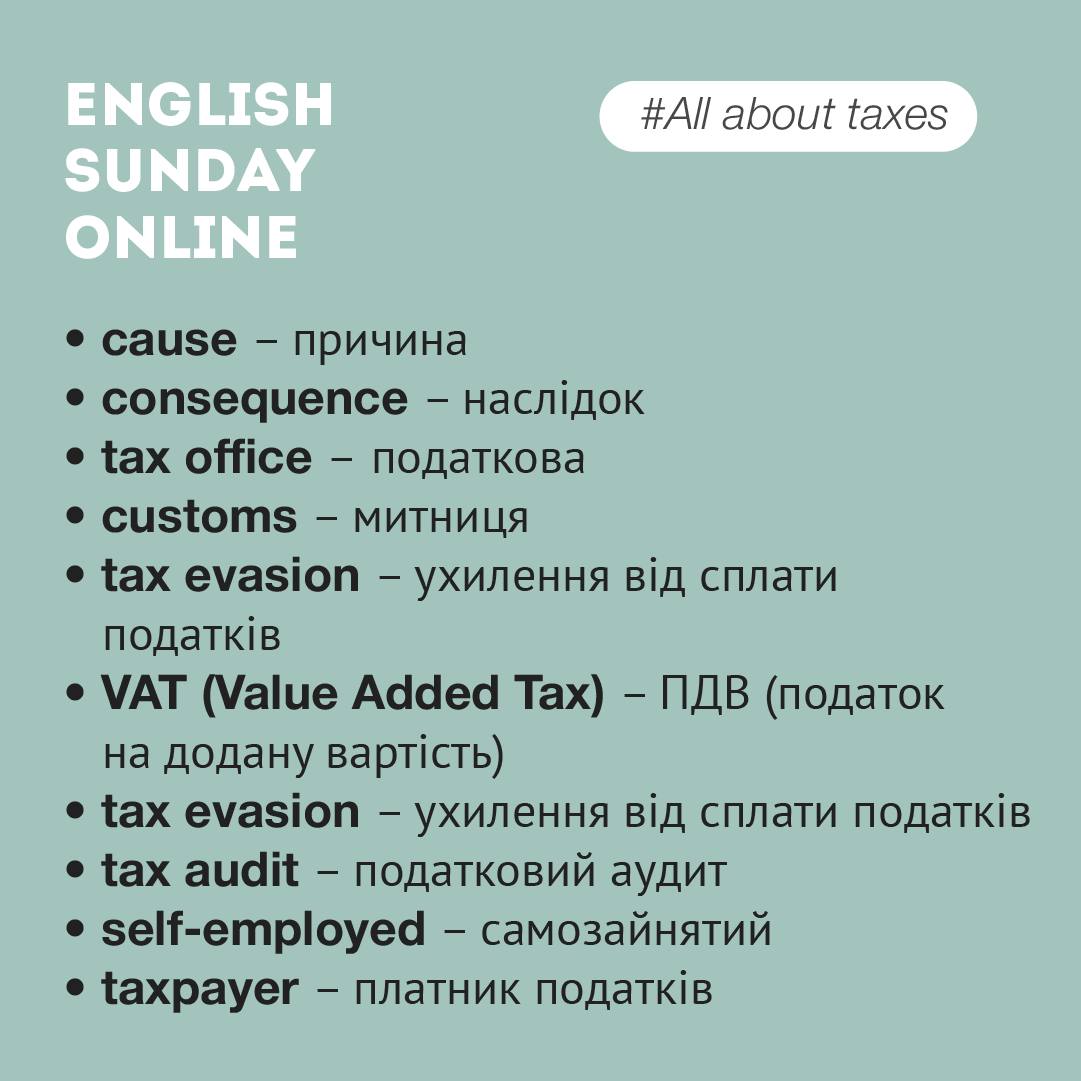 ENGLISH
SUNDAY
ONLINE
#All about taxes
• cause – причина
• consequence – наслідок
• tax office – податкова
• customs – митниця
• tax evasion – ухилення від сплати
податків
• VAT (Value Added Tax) – ПДВ (податок
на додану вартість)
• tax evasion – ухилення від сплати податків
• tax audit – податковий аудит
• self-employed – самозайнятий
• taxpayer – платник податків